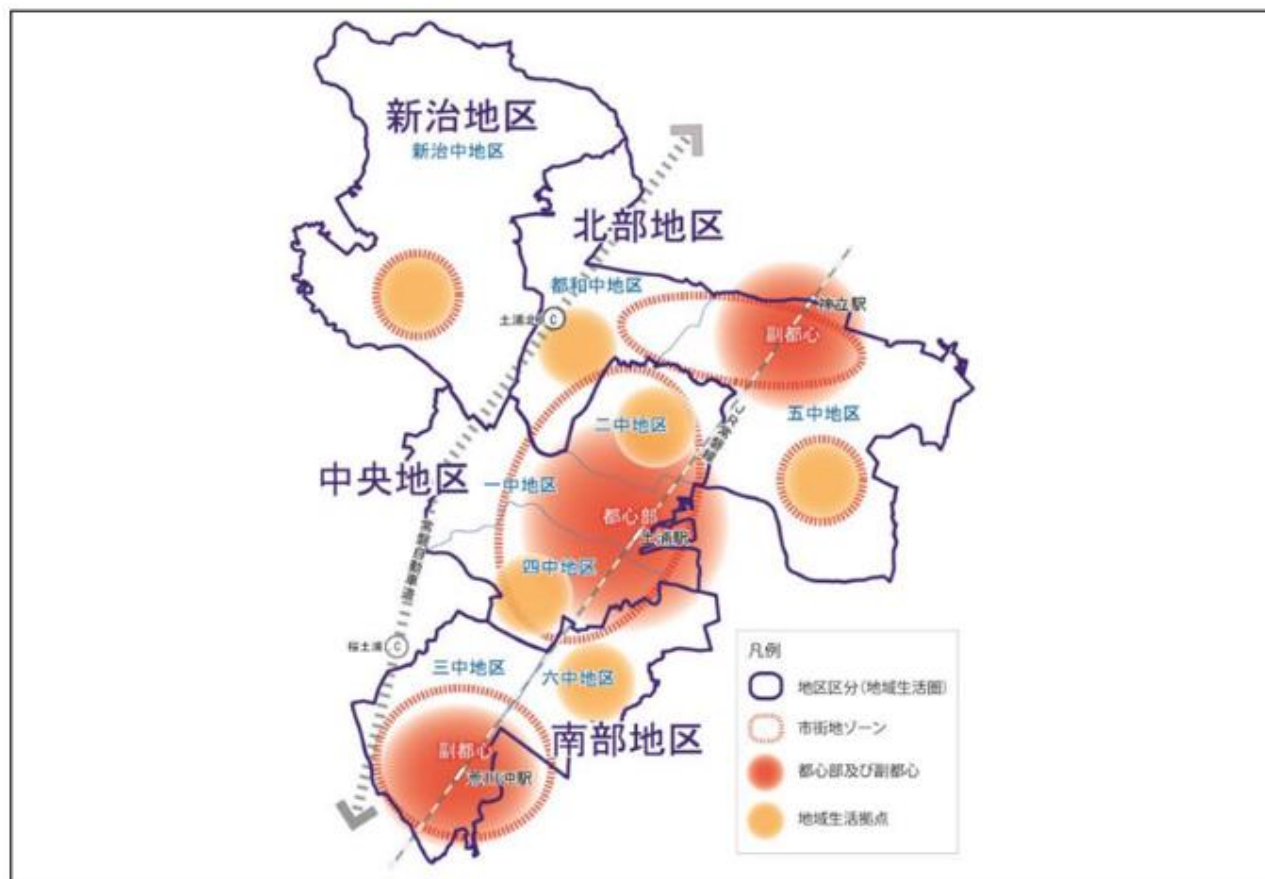 新治地区
新治中地区
北部地区
都和中地区
土浦北
C
神立駅
副都心
JR常磐線
五中地区
二中地区
中央地区
一中地区
都心部
土浦駅
四中地区
常磐自動車道
桜土浦
C
三中地区
六中地区
南部地区
副都心
荒川沖駅
凡例
地区区分(地域生活圏)
市街地ゾーン
都心部及び副都心
地域生活拠点